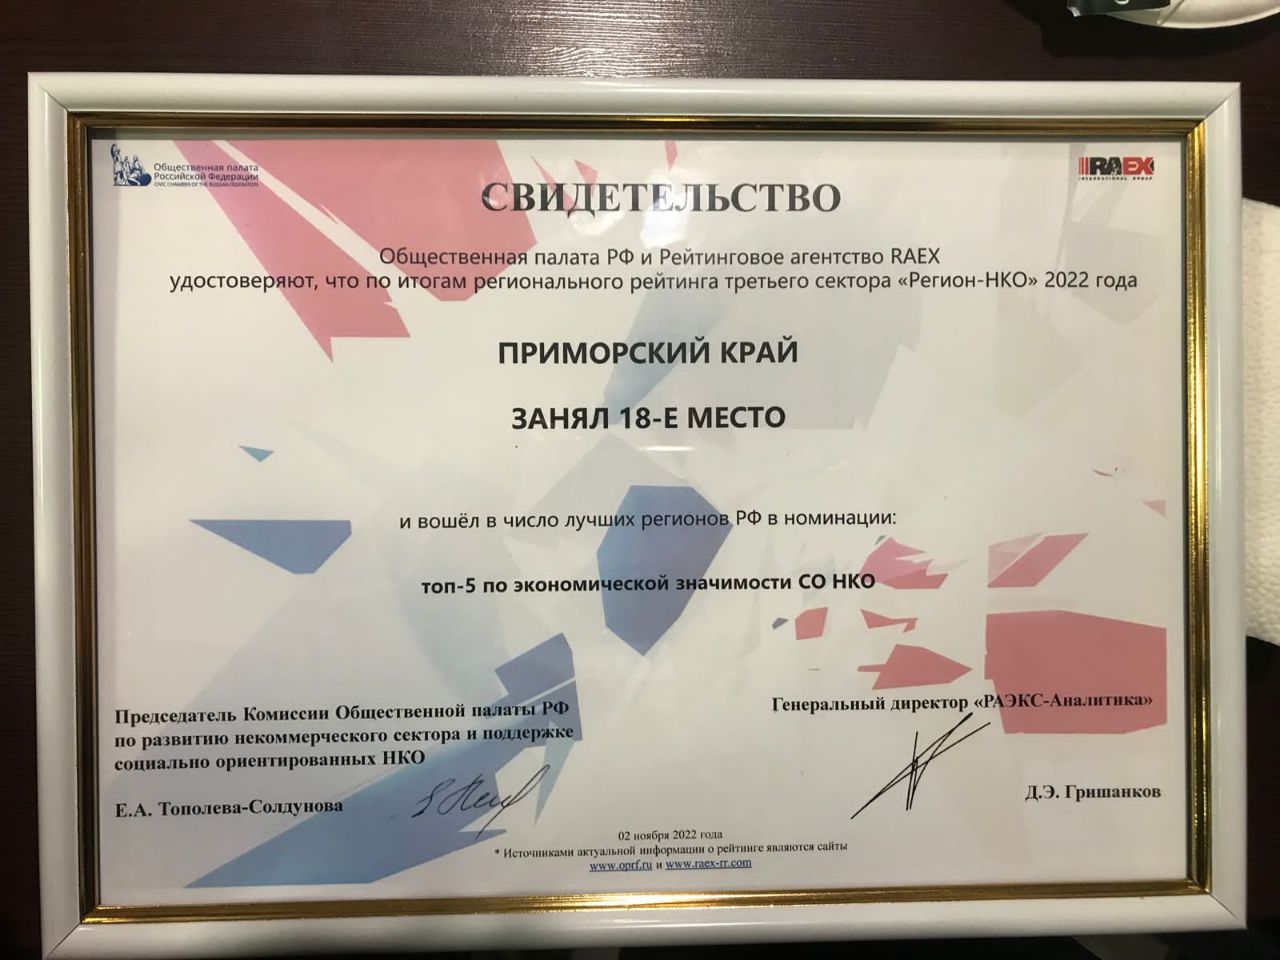 Общественная палата
Российской Федерации
CIVIC CHAMBER OF THE RUSSIAN FEDERATION
RAEX
INTERNATIONAL GROUP
СВИДЕТЕЛЬСТВО
Общественная палата РФ и Рейтинговое агентство RAEX
удостоверяют, что по итогам регионального рейтинга третьего сектора «Регион-НКО» 2022 года
ПРИМОРСКИЙ КРАЙ
ЗАНЯЛ 18-Е МЕСТО
и вошёл в число лучших регионов РФ в номинации:
топ-5 по экономической значимости СО НКО
Председатель Комиссии Общественной палаты РФ
по развитию некоммерческого сектора и поддержке
социально ориентированных НКО
Е.А. Тополева-Солдунова
Генеральный директор «РАЭКС-Аналитика»
Д.Э. Гришанков
02 ноября 2022 года
* Источниками актуальной информации о рейтинге являются сайты
www.oprf.ru и www.raex-rr.com